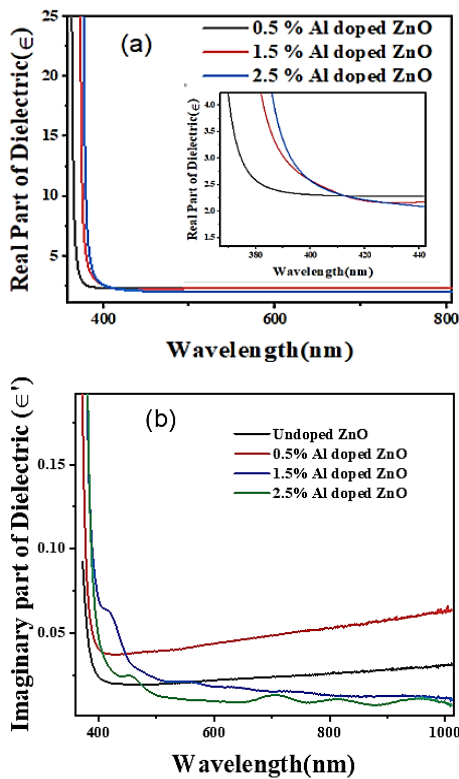 (a)
0.5 % Al doped ZnO
1.5 % Al doped ZnO
2.5 % Al doped ZnO
Real Part of Dielectric(ϵ)
25
20
15
10
5
400
600
800
Wavelength(nm)
Real Part of Dielectric(ϵ)
4.0
3.5
3.0
2.5
2.0
1.5
380
400
420
440
Wavelength(nm)
(b)
Undoped ZnO
0.5% Al doped ZnO
1.5% Al doped ZnO
2.5% Al doped ZnO
Imaginary part of Dielectric (ϵ')
0.15
0.10
0.05
400
600
800
1000
Wavelength(nm)